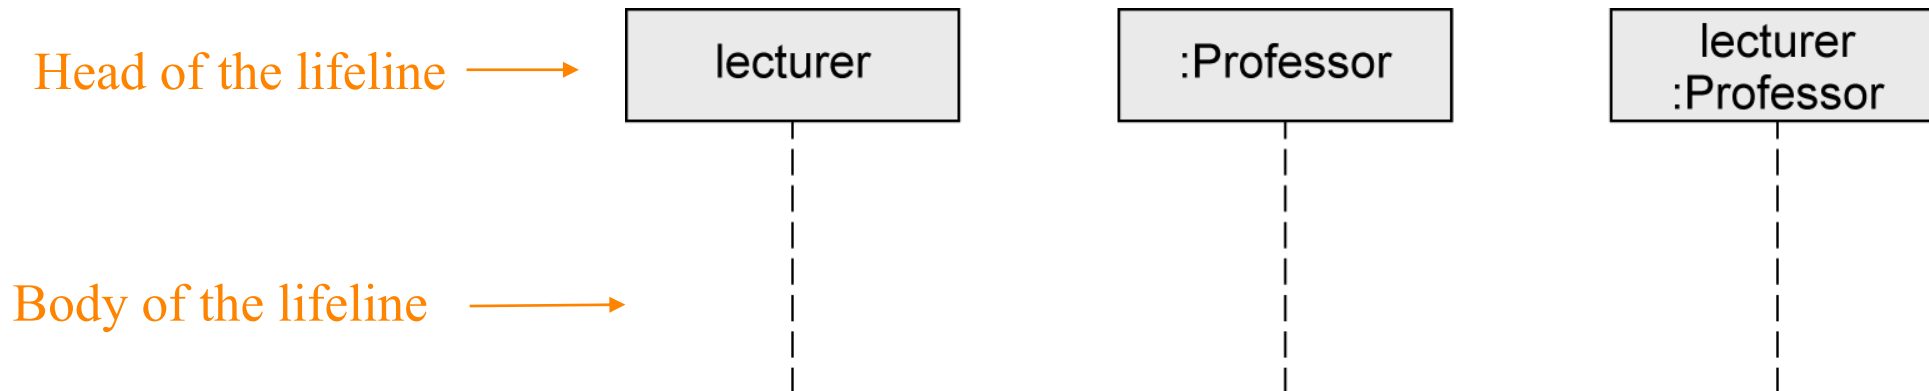 Head of the lifeline
lecturer
:Professor
lecturer
:Professor
Body of the lifeline